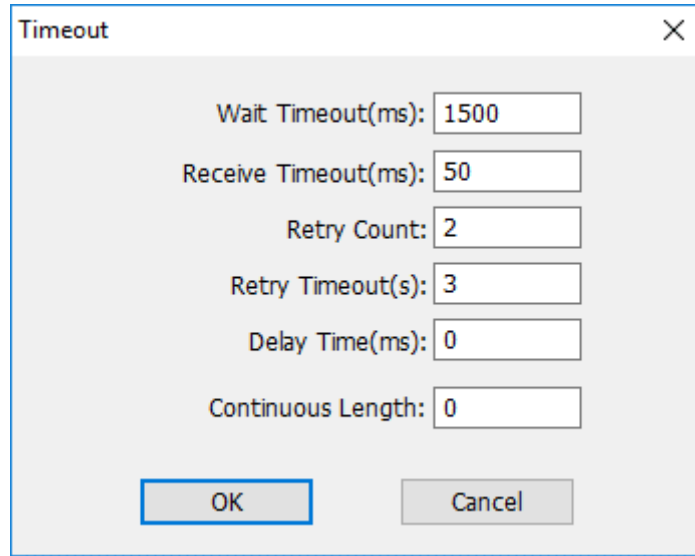 Timeout
Wait Timeout(ms): 1500
Receive Timeout(ms): 50
Retry Count: 2
Retry Timeout(s): 3
Delay Time(ms): 0
Continuous Length: 0
OK Cancel